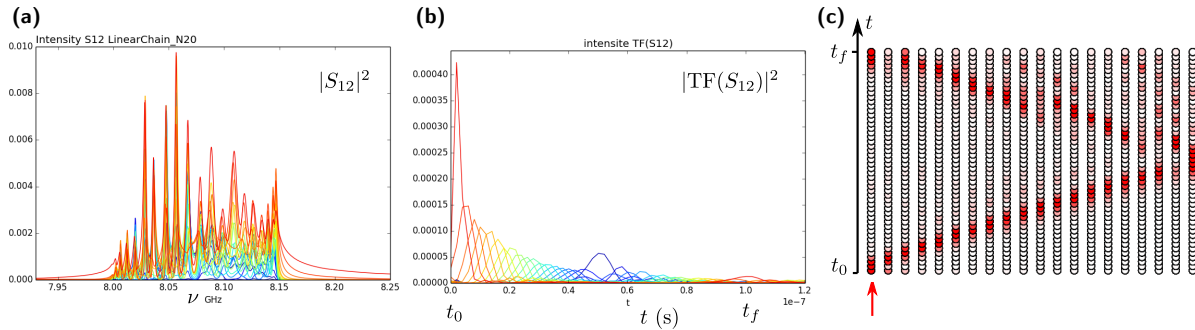 (a)
Intensity S12 LinearChain_N20
0.010
0.008
0.006
0.004
0.002
0.000
|S₁₂|²
7.95 8.00 8.05 8.10 8.15 8.20 8.25
ν GHz
(b)
intensite TF(S12)
0.00040
0.00035
0.00030
0.00025
0.00020
0.00015
0.00010
0.00005
0.00000
|TF(S₁₂)|²
0.0 0.2 0.4 0.6 0.8 1.0 1.2
t 1e−7
t₀ t (s) t_f
(c)
t
t_f
t₀